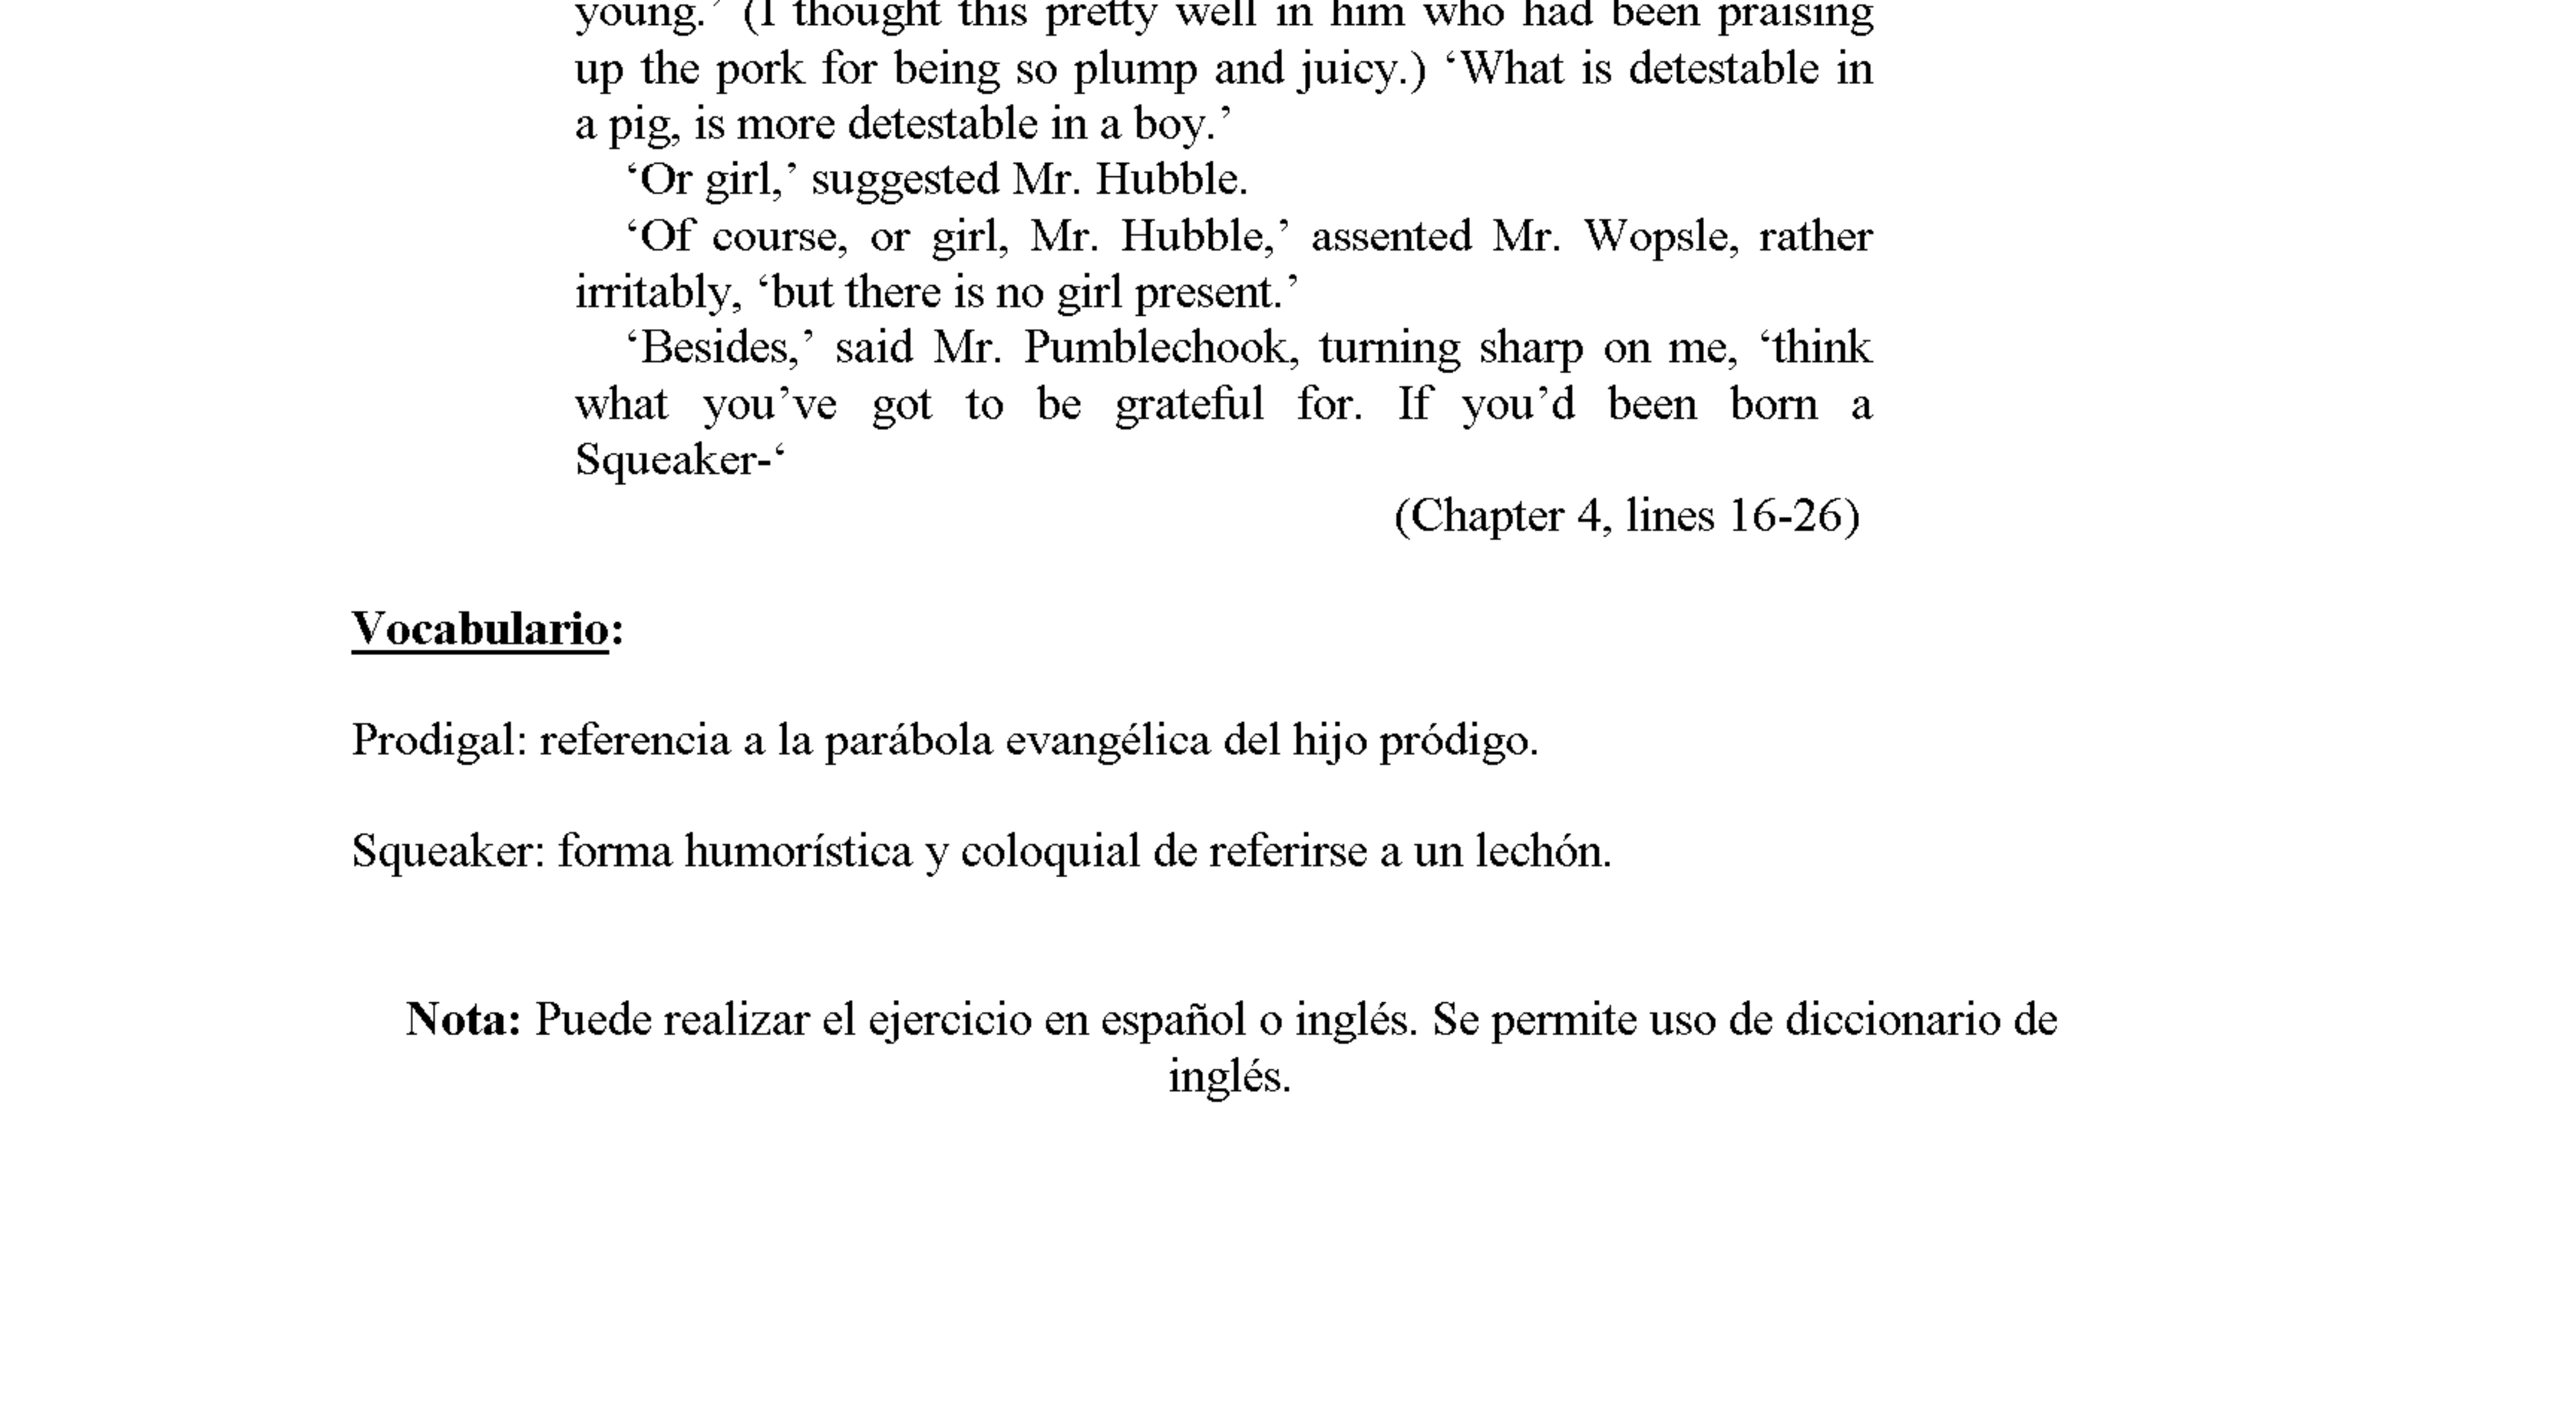 young.’ (I thought this pretty well in him who had been praising
up the pork for being so plump and juicy.) ‘What is detestable in
a pig, is more detestable in a boy.’
‘Or girl,’ suggested Mr. Hubble.
‘Of course, or girl, Mr. Hubble,’ assented Mr. Wopsle, rather
irritably, ‘but there is no girl present.’
‘Besides,’ said Mr. Pumblechook, turning sharp on me, ‘think
what you’ve got to be grateful for. If you’d been born a
Squeaker-‘
(Chapter 4, lines 16-26)
Vocabulario:
Prodigal: referencia a la parábola evangélica del hijo pródigo.
Squeaker: forma humorística y coloquial de referirse a un lechón.
Nota: Puede realizar el ejercicio en español o inglés. Se permite uso de diccionario de
inglés.